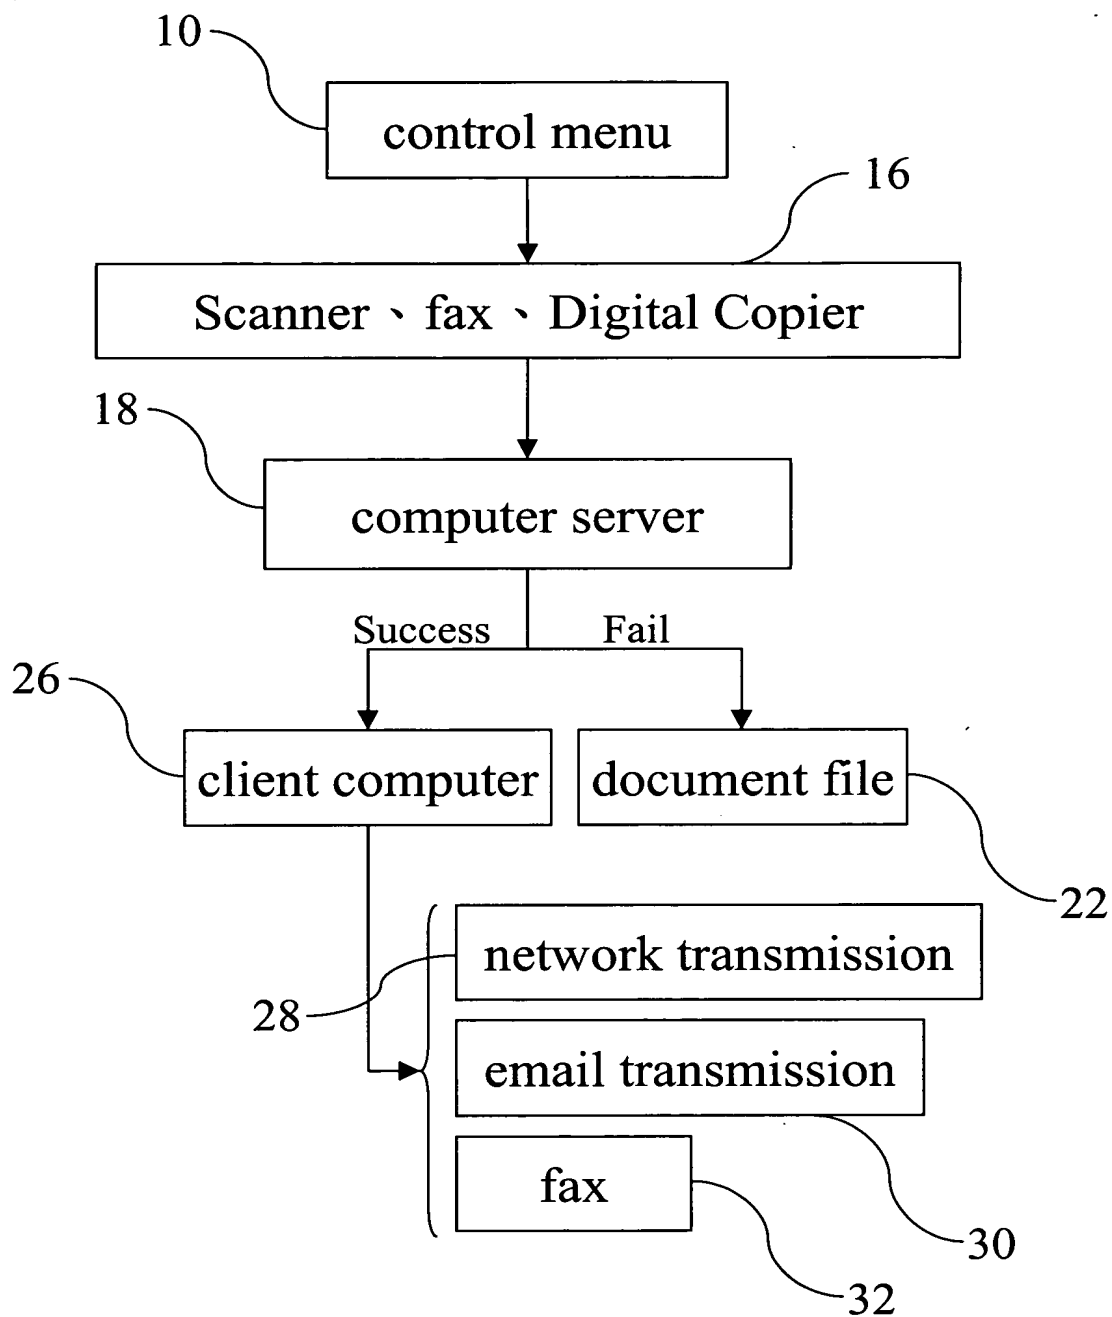 10
control menu
16
Scanner、fax、Digital Copier
18
computer server
Success Fail
26
client computer document file
22
network transmission
28
email transmission
fax
30
32